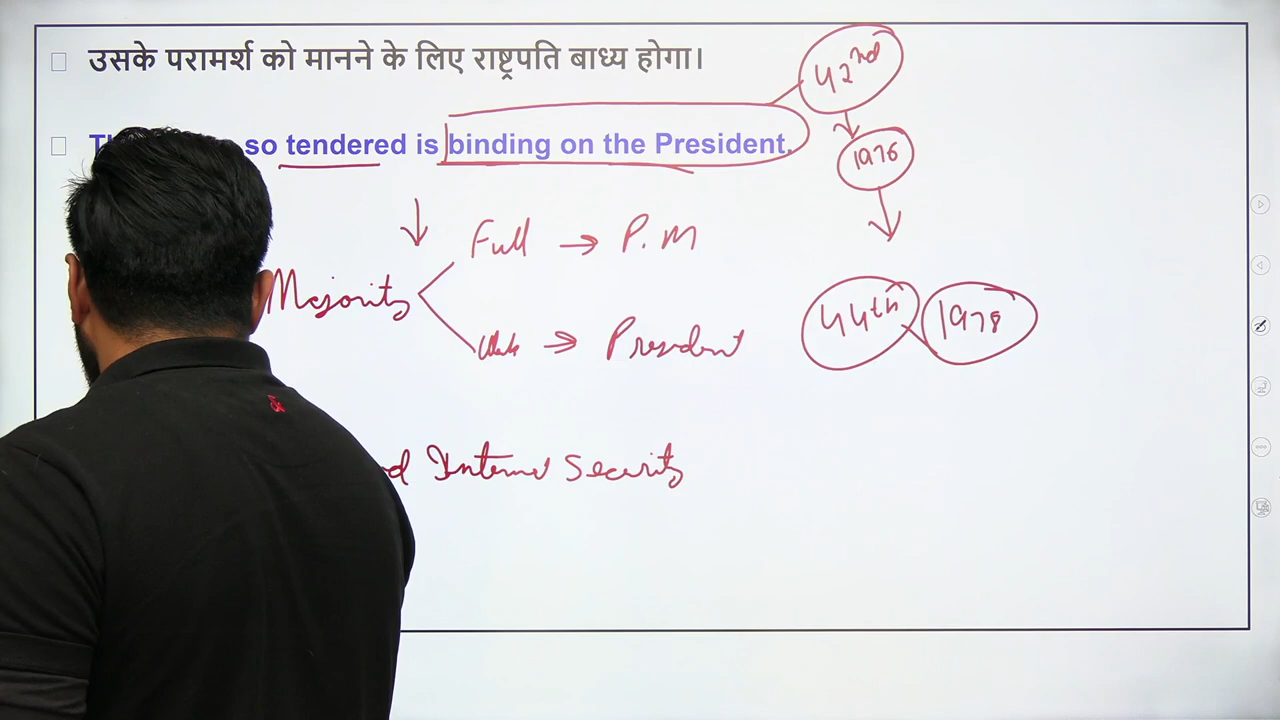 उसके परामर्श को मानने के लिए राष्ट्रपति बाध्य होगा।
42nd
so tendered is binding on the President.
1976
Full → P.M
Majority
44th 1978
→ President
Internal Security